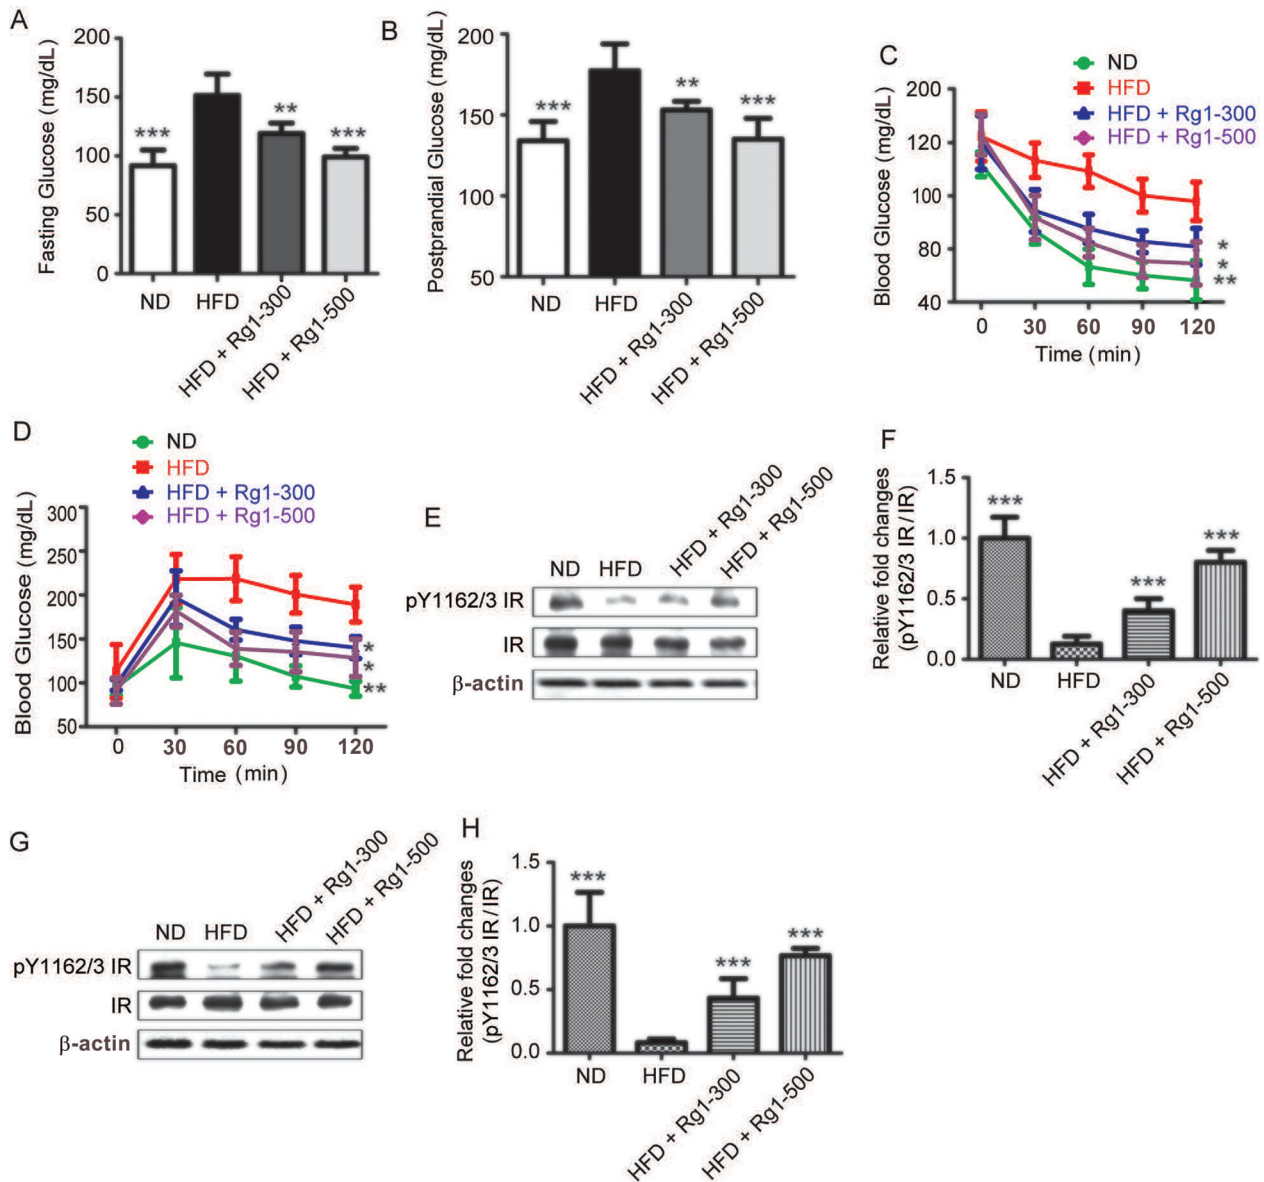 A
Fasting Glucose (mg/dL)
200
150
100
50
0
***
**
***
ND
HFD
HFD + Rg1-300
HFD + Rg1-500
B
Postprandial Glucose (mg/dL)
200
150
100
50
***
**
***
ND
HFD
HFD + Rg1-300
HFD + Rg1-500
C
ND
HFD
HFD + Rg1-300
HFD + Rg1-500
Blood Glucose (mg/dL)
200
120
100
80
40
*
*
**
0 30 60 90 120
Time (min)
D
ND
HFD
HFD + Rg1-300
HFD + Rg1-500
Blood Glucose (mg/dL)
300
250
200
150
100
50
*
*
**
0 30 60 90 120
Time (min)
E
ND HFD HFD + Rg1-300 HFD + Rg1-500
pY1162/3 IR
IR
β-actin
F
Relative fold changes
(pY1162/3 IR/IR)
1.5
1.0
0.5
0.0
***
***
***
ND
HFD
HFD + Rg1-300
HFD + Rg1-500
G
ND HFD HFD + Rg1-300 HFD + Rg1-500
pY1162/3 IR
IR
β-actin
H
Relative fold changes
(pY1162/3 IR/IR)
1.5
1.0
0.5
0.0
***
***
***
ND
HFD
HFD + Rg1-300
HFD + Rg1-500